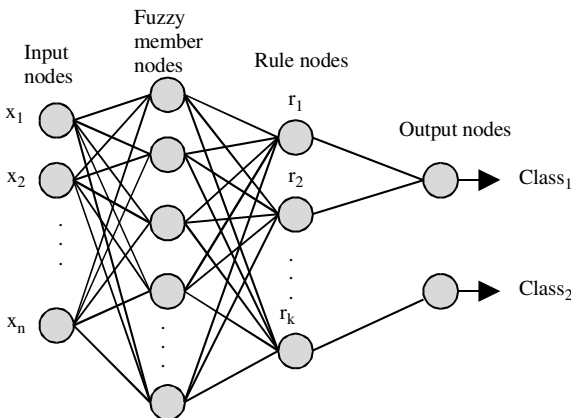 Input
nodes
Fuzzy
member
nodes
Rule nodes
Output nodes
x1
x2
xn
r1
r2
rk
Class1
Class2